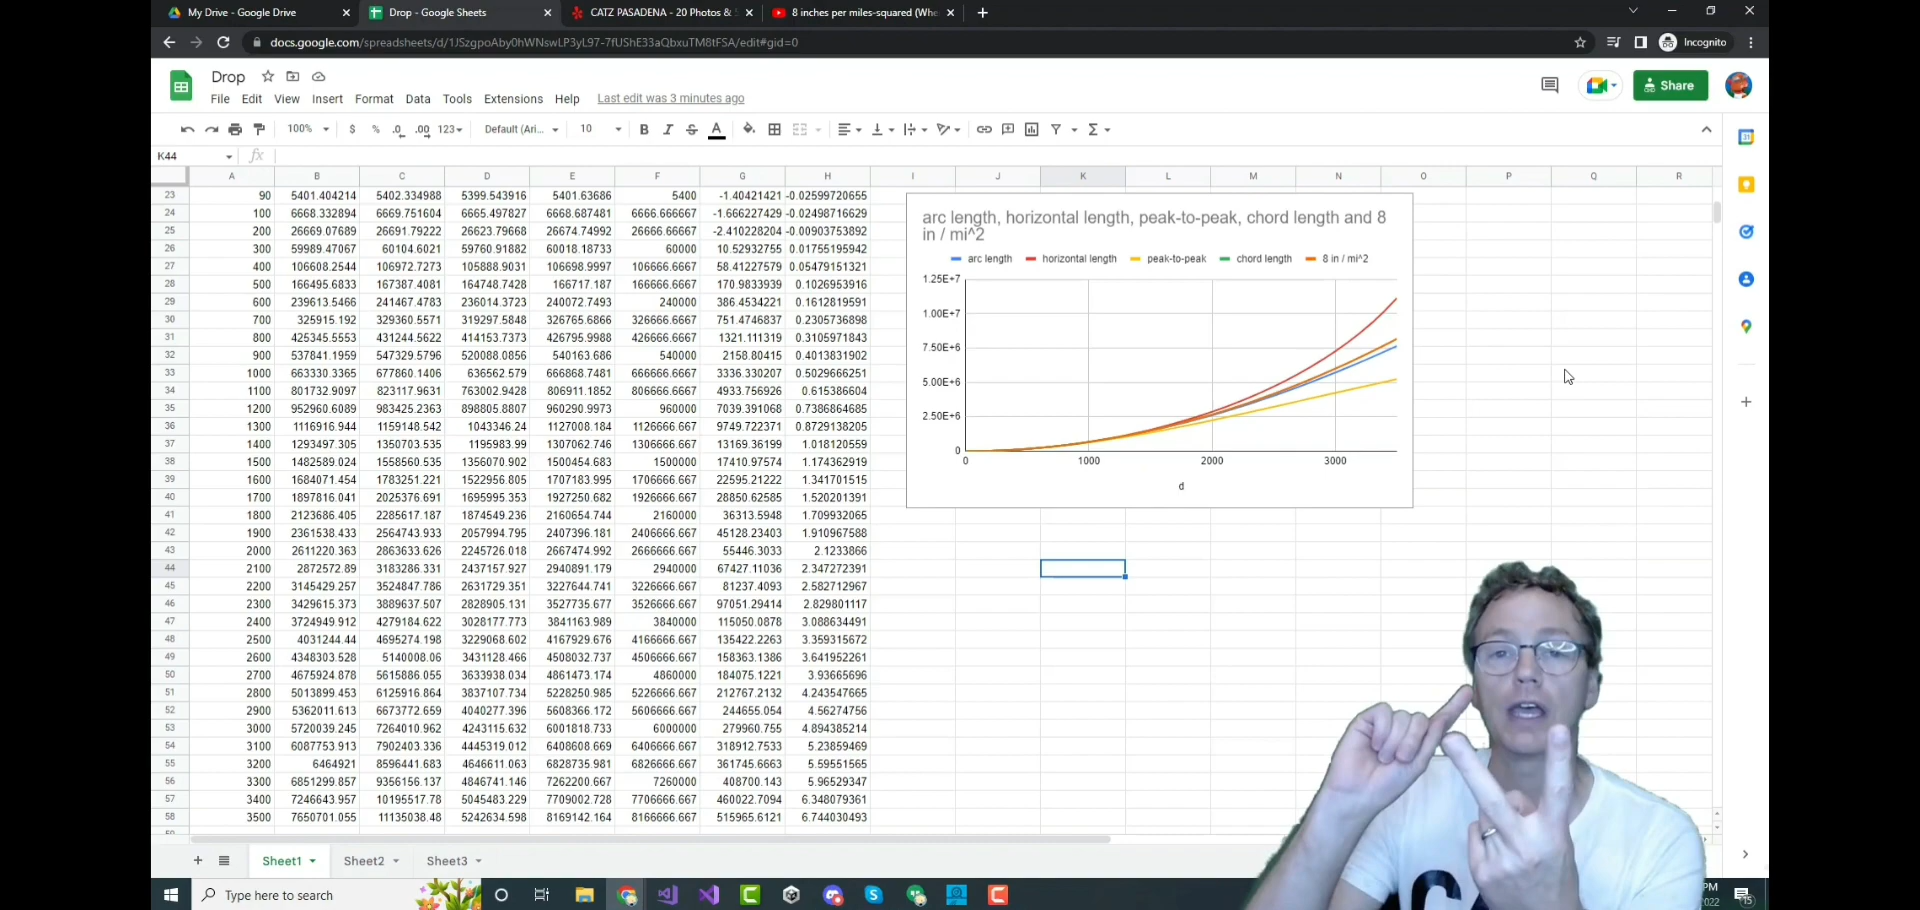 My Drive - Google Drive
Drop - Google Sheets
CATZ PASADENA - 20 Photos &
8 inches per miles-squared (Whe
docs.google.com/spreadsheets/d/1JSzgpoAby0hWNswLP3yL97-7fUShE33aQbxuTM8tFSA/edit#gid=0
Incognito
Drop
File Edit View Insert Format Data Tools Extensions Help Last edit was 3 minutes ago
Share
100% $ % .0 .00 123 Default (Ari... 10 B I S A
K44 fx
A B C D E F G H I J K L M N O P Q R
23 90 5401.404214 5402.334988 5399.543916 5401.63686 5400 -1.40421421 -0.02599720655
24 100 6668.332894 6669.751604 6665.497827 6668.687481 6666.666667 -1.666227429 -0.02498716629
25 200 26669.07689 26691.79222 26623.79668 26674.74992 26666.66667 -2.410228204 -0.00903753892
26 300 59989.47067 60104.6021 59760.91882 60018.18733 60000 10.52932755 0.01755195942
27 400 106608.2544 106972.7273 105888.9031 106698.9997 106666.6667 58.41227579 0.05479151321
28 500 166495.6833 167387.4081 164748.7428 166717.187 166666.6667 170.9833939 0.1026953916
29 600 239613.5466 241467.4783 236014.3723 240072.7493 240000 386.4534221 0.1612819591
30 700 325915.192 329360.5571 319297.5848 326765.6866 326666.6667 751.4746837 0.2305736898
31 800 425345.5553 431244.5622 414153.7373 426795.9988 426666.6667 1321.111319 0.3105971843
32 900 537841.1959 547329.5796 520088.0856 540163.686 540000 2158.80415 0.4013831902
33 1000 663330.3365 677860.1406 636562.579 666868.7481 666666.6667 3336.330207 0.5029666251
34 1100 801732.9097 823117.9631 763002.9428 806911.1852 806666.6667 4933.756926 0.615386604
35 1200 952960.6089 983425.2363 898805.8807 960290.9973 960000 7039.391068 0.7386864685
36 1300 1116916.944 1159148.542 1043346.24 1127008.184 1126666.667 9749.722371 0.8729138205
37 1400 1293497.305 1350703.535 1195983.99 1307062.746 1306666.667 13169.36199 1.018120559
38 1500 1482589.024 1558560.535 1356070.902 1500454.683 1500000 17410.97574 1.174362919
39 1600 1684071.454 1783251.221 1522956.805 1707183.995 1706666.667 22595.21222 1.341701515
40 1700 1897816.041 2025376.691 1695995.353 1927250.682 1926666.667 28850.62585 1.520201391
41 1800 2123686.438 2285617.187 1874549.236 2160654.744 2160000 36313.5948 1.709932065
42 1900 2361538.433 2564743.933 2057994.795 2407396.181 2406666.667 45128.23403 1.910967588
43 2000 2611220.363 2863633.626 2245726.018 2667474.992 2666666.667 55446.3033 2.1233866
44 2100 2872572.89 3183286.331 2437157.927 2940891.179 2940000 67427.11036 2.347272391
45 2200 3145429.257 3524847.786 2631729.351 3227644.741 3226666.667 81237.4093 2.582712967
46 2300 3429615.373 3889637.507 2828905.131 3527735.677 3526666.667 97051.29414 2.829801117
47 2400 3724949.912 4279184.622 3028177.773 3841163.989 3840000 115050.0878 3.088634491
48 2500 4031244.44 4695274.198 3229068.602 4167929.676 4166666.667 135422.2263 3.359315672
49 2600 4348303.528 5140008.06 3431128.466 4508032.737 4506666.667 158363.1386 3.641952261
50 2700 4675924.878 5615886.055 3633938.034 4861473.174 4860000 184075.1221 3.93665696
51 2800 5013899.453 6125916.864 3837107.734 5228250.985 5226666.667 212767.2132 4.243547665
52 2900 5362011.613 6673772.659 4040277.396 5608366.172 5606666.667 244655.054 4.56274756
53 3000 5720039.245 7264010.962 4243115.632 6001818.733 6000000 279960.755 4.894385214
54 3100 6087753.913 7902403.336 4445319.012 6408608.669 6406666.667 318912.7533 5.23859469
55 3200 6464921 8596441.683 4646611.063 6828735.981 6826666.667 361745.6663 5.59551565
56 3300 6851299.857 9356156.137 4846741.146 7262200.667 7260000 408700.143 5.96529347
57 3400 7246643.957 10195517.78 5045483.229 7709002.728 7706666.667 460022.7094 6.348079361
58 3500 7650701.055 11135038.48 5242634.598 8169142.164 8166666.667 515965.6121 6.744030493
arc length, horizontal length, peak-to-peak, chord length and 8
in / mi^2
arc length horizontal length peak-to-peak chord length 8 in / mi^2
1.25E+7
1.00E+7
7.50E+6
5.00E+6
2.50E+6
0
0 1000 2000 3000
d
Sheet1 Sheet2 Sheet3
Type here to search
PM
2022
15